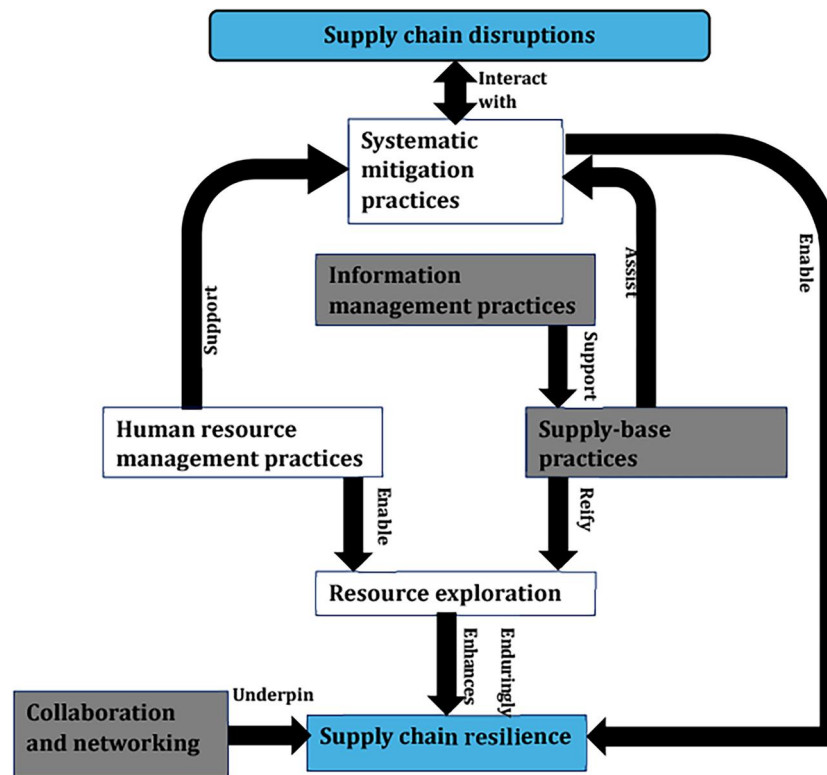 Supply chain disruptions
Interact
with
Systematic
mitigation
practices
Enable
Assist
Information
management practices
Support
Support
Human resource
management practices
Supply-base
practices
Enable
Reify
Resource exploration
Enhances
Enduringly
Underpin
Collaboration
and networking
Supply chain resilience